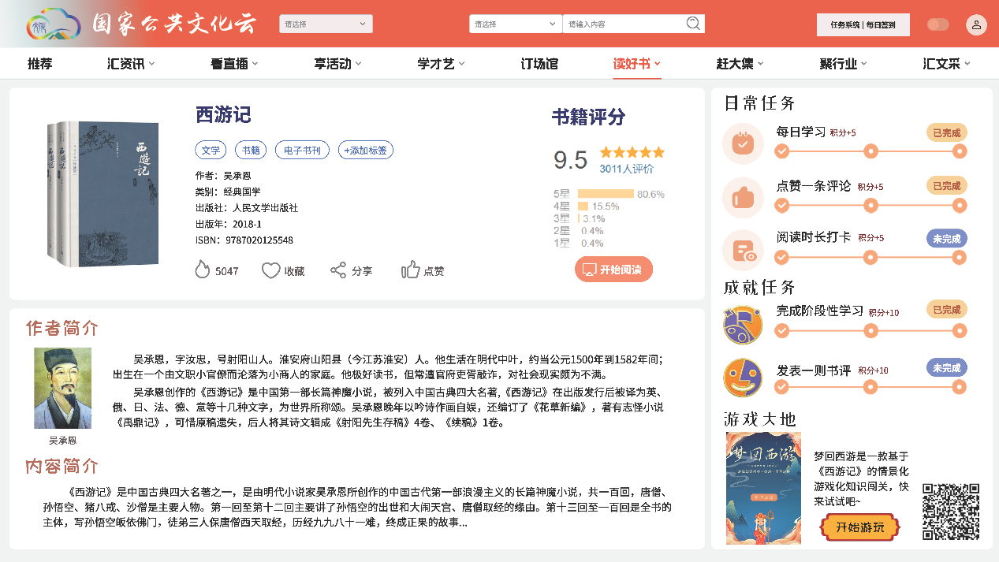 国家公共文化云
请选择
请选择
请输入内容
任务系统 | 每日签到
推荐
汇资讯
看直播
享活动
学才艺
订场馆
读好书
赶大集
聚行业
汇文采
西游记
文学
书籍
电子书刊
+添加标签
作者：吴承恩
类别：经典国学
出版社：人民文学出版社
出版年：2018-1
ISBN：9787020125548
5047
收藏
分享
点赞
西遊記
西遊記
西遊記
书籍评分
9.5
3011人评价
5星 80.6%
4星 15.5%
3星 3.1%
2星 0.4%
1星 0.4%
开始阅读
作者简介
吴承恩，字汝忠，号射阳山人。淮安府山阳县（今江苏淮安）人。他生活在明代中叶，约当公元1500年到1582年间；
出生在一个由文职小官僚而沦落为小商人的家庭。他极好读书，但常遭官府吏胥敲诈，对社会现实颇为不满。
吴承恩创作的《西游记》是中国第一部长篇神魔小说，被列入中国古典四大名著，《西游记》在出版发行后被译为英、
俄、日、法、德、意等十几种文字，为世界所称颂。吴承恩晚年以吟诗作画自娱，还编订了《花草新编》，著有志怪小说
《禹鼎记》，可惜原稿遗失，后人将其诗文辑成《射阳先生存稿》4卷、《续稿》1卷。
吴承恩
内容简介
《西游记》是中国古典四大名著之一，是由明代小说家吴承恩所创作的中国古代第一部浪漫主义的长篇神魔小说，共一百回，唐僧、
孙悟空、猪八戒、沙僧是主要人物。第一回至第十二回主要讲了孙悟空的出世和大闹天宫、唐僧取经的缘由。第十三回至一百回是全书的
主体，写孙悟空皈依佛门，徒弟三人保唐僧西天取经，历经九九八十一难，终成正果的故事...
日常任务
每日学习 积分+5
已完成
点赞一条评论 积分+5
已完成
阅读时长打卡 积分+5
未完成
成就任务
完成阶段性学习 积分+10
已完成
发表一则书评 积分+10
未完成
游戏大地
梦回西游
梦回西游是一款基于
《西游记》的情景化
游戏化知识闯关，快
来试试吧~
开始游玩